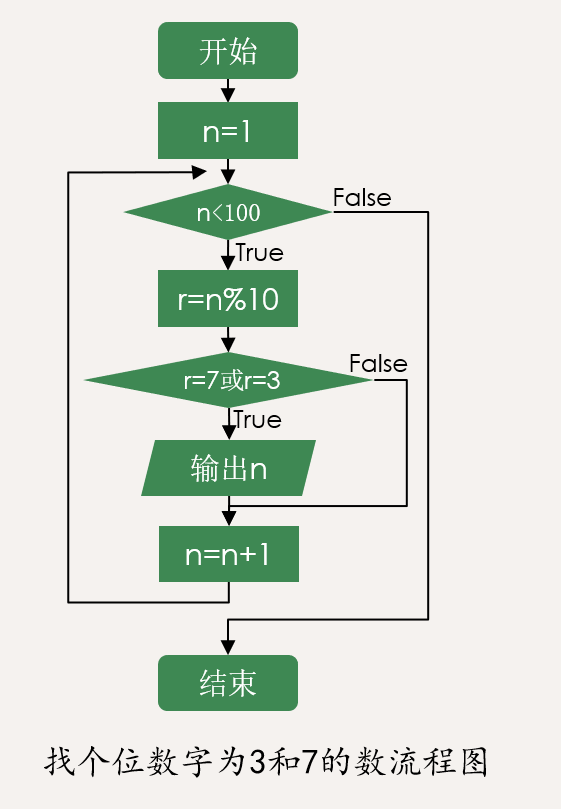 开始
n=1
n<100
False
True
r=n%10
r=7或r=3
False
True
输出n
n=n+1
结束
找个位数字为3和7的数流程图